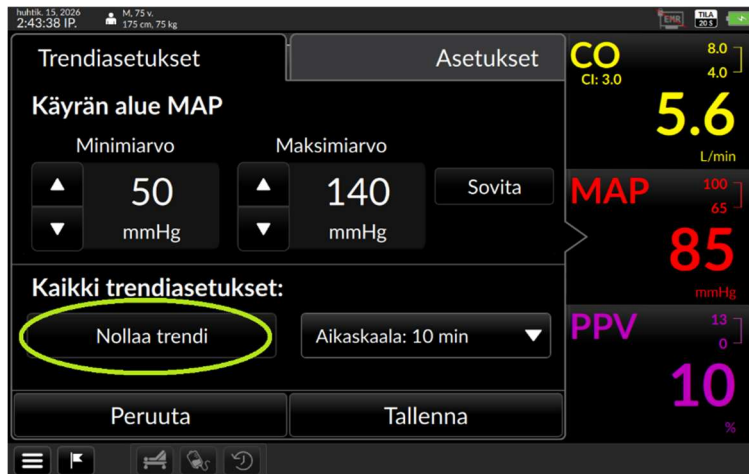 huhtik. 15, 2026
2:43:38 IP.
M, 75 v.
175 cm, 75 kg
EMR
TILA
20 S
Trendiasetukset
Asetukset
Käyrän alue MAP
Minimiarvo
Maksimiarvo
50
mmHg
140
mmHg
Sovita
Kaikki trendiasetukset:
Nollaa trendi
Aikaskaala: 10 min
Peruuta
Tallenna
CO
CI: 3.0
8.0
4.0
5.6
L/min
MAP
100
65
85
mmHg
PPV
13
0
10
%